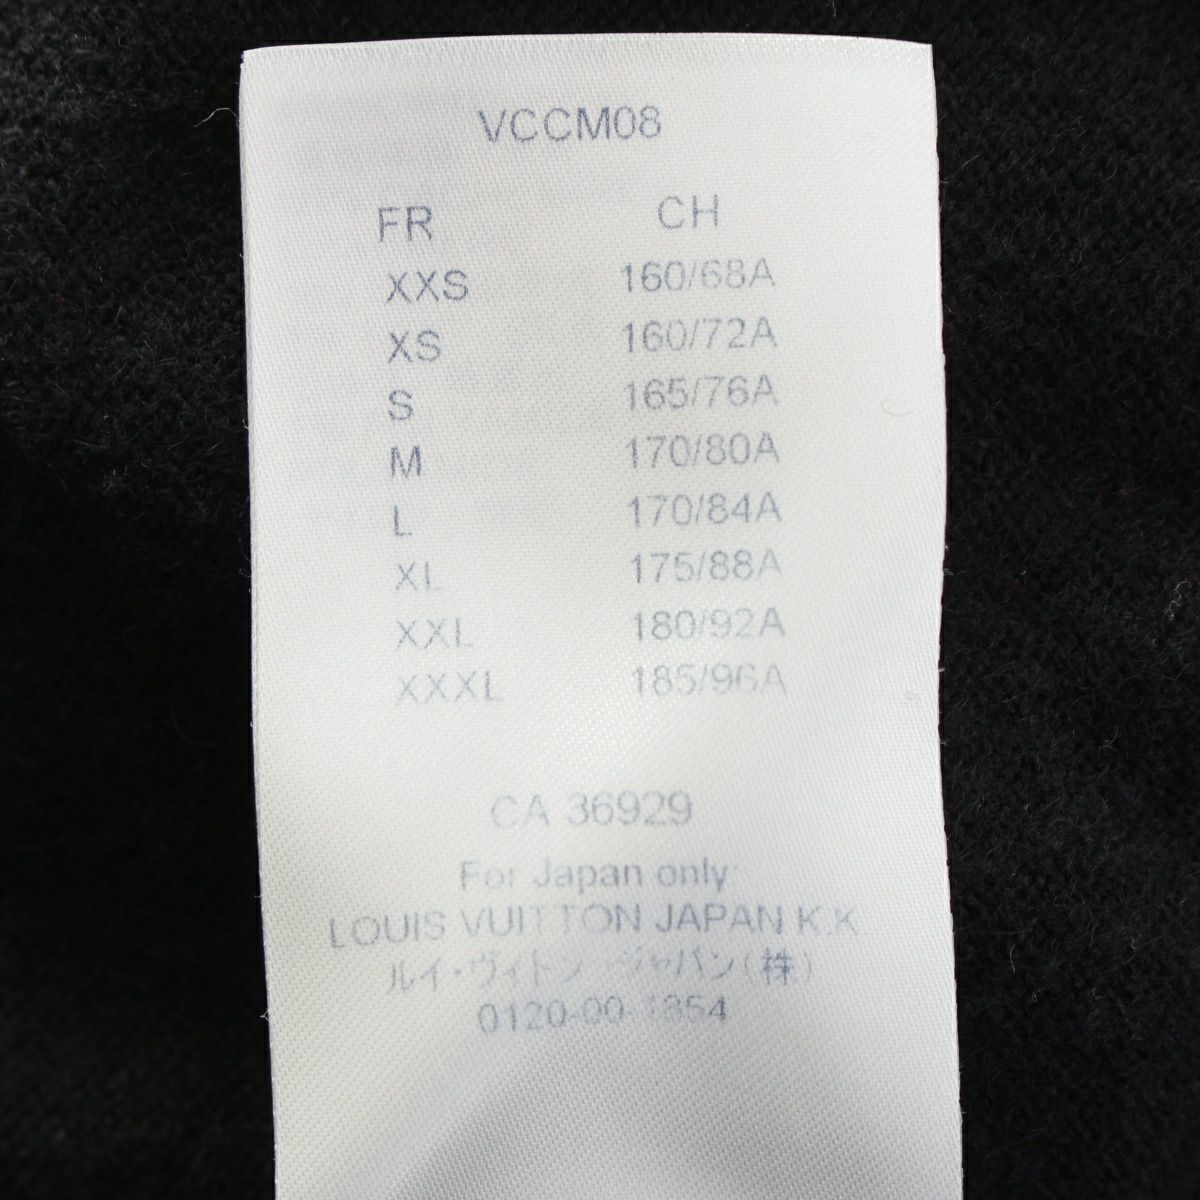 VCCM08
FR CH
XXS 160/68A
XS 160/72A
S 165/76A
M 170/80A
L 170/84A
XL 175/88A
XXL 180/92A
XXXL 185/96A
CA 36929
For Japan only:
LOUIS VUITTON JAPAN K.K
ルイ・ヴィトン ジャパン(株)
0120-00-1854